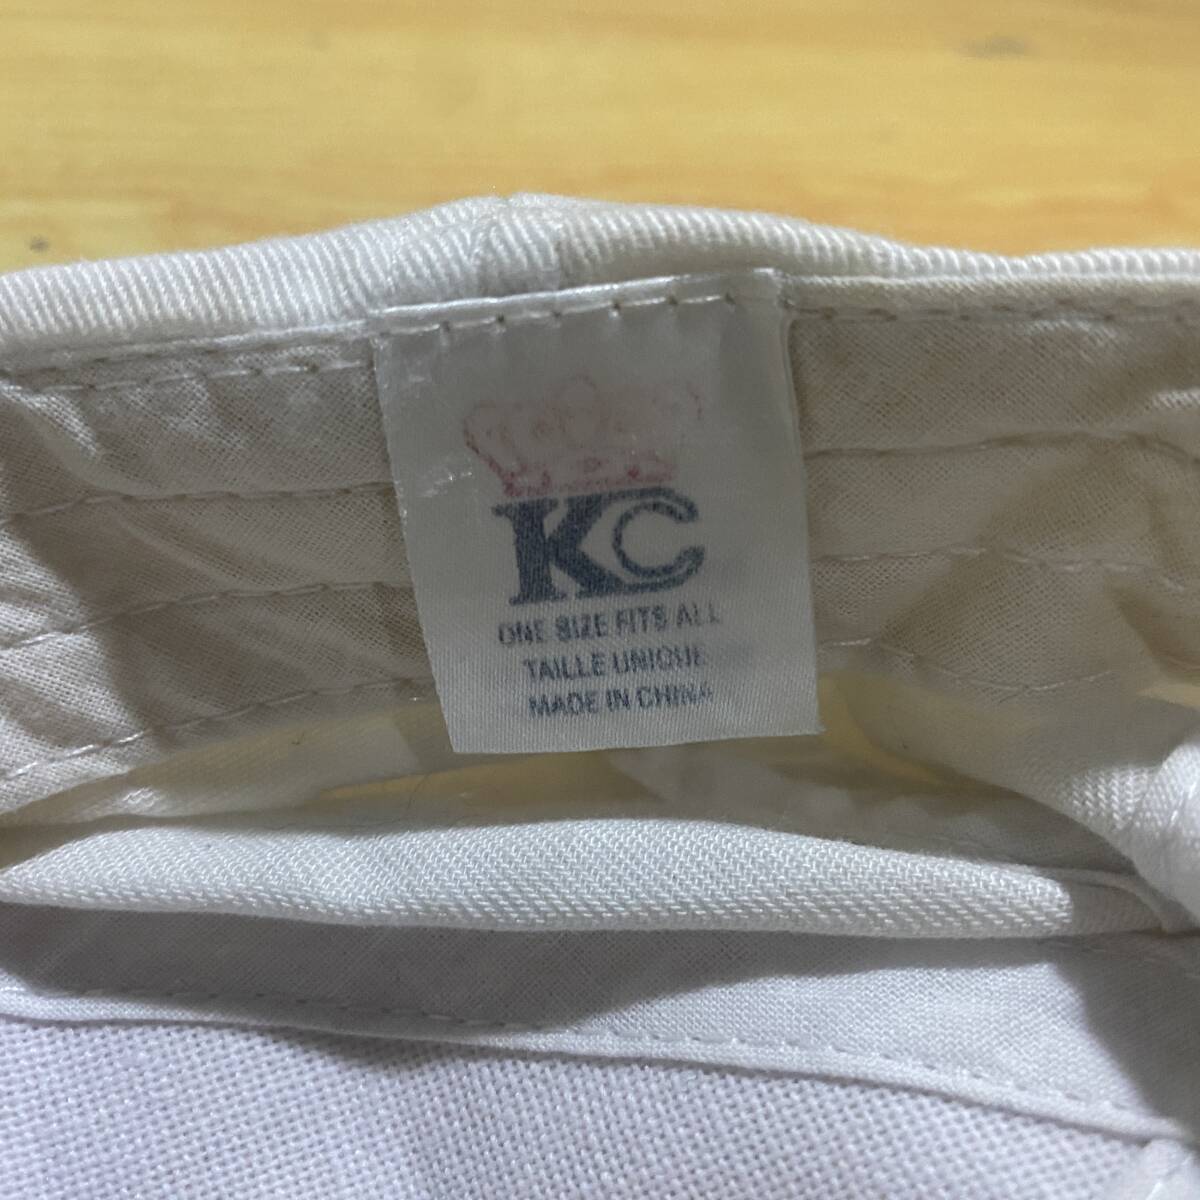 KC
ONE SIZE FITS ALL
TAILLE UNIQUE
MADE IN CHINA